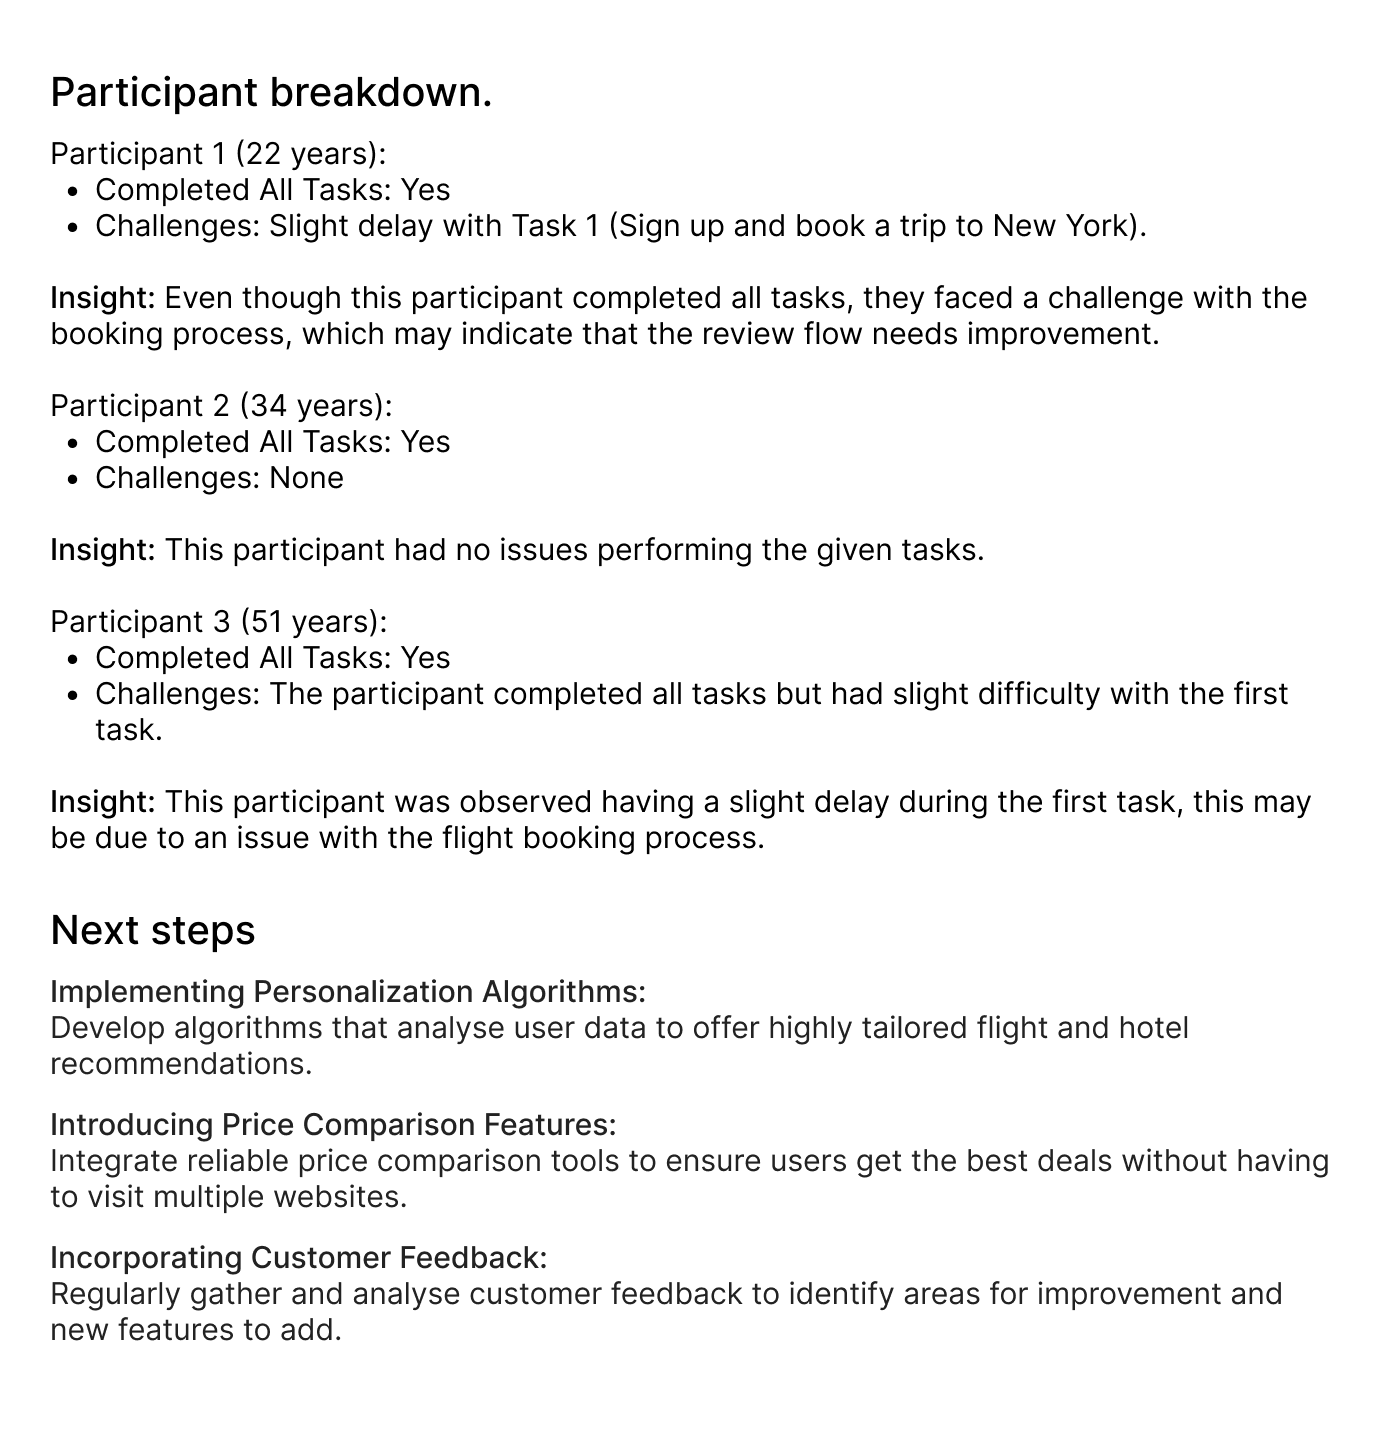 Participant breakdown.
Participant 1 (22 years):
• Completed All Tasks: Yes
• Challenges: Slight delay with Task 1 (Sign up and book a trip to New York).
Insight: Even though this participant completed all tasks, they faced a challenge with the
booking process, which may indicate that the review flow needs improvement.
Participant 2 (34 years):
• Completed All Tasks: Yes
• Challenges: None
Insight: This participant had no issues performing the given tasks.
Participant 3 (51 years):
• Completed All Tasks: Yes
• Challenges: The participant completed all tasks but had slight difficulty with the first
task.
Insight: This participant was observed having a slight delay during the first task, this may
be due to an issue with the flight booking process.
Next steps
Implementing Personalization Algorithms:
Develop algorithms that analyse user data to offer highly tailored flight and hotel
recommendations.
Introducing Price Comparison Features:
Integrate reliable price comparison tools to ensure users get the best deals without having
to visit multiple websites.
Incorporating Customer Feedback:
Regularly gather and analyse customer feedback to identify areas for improvement and
new features to add.